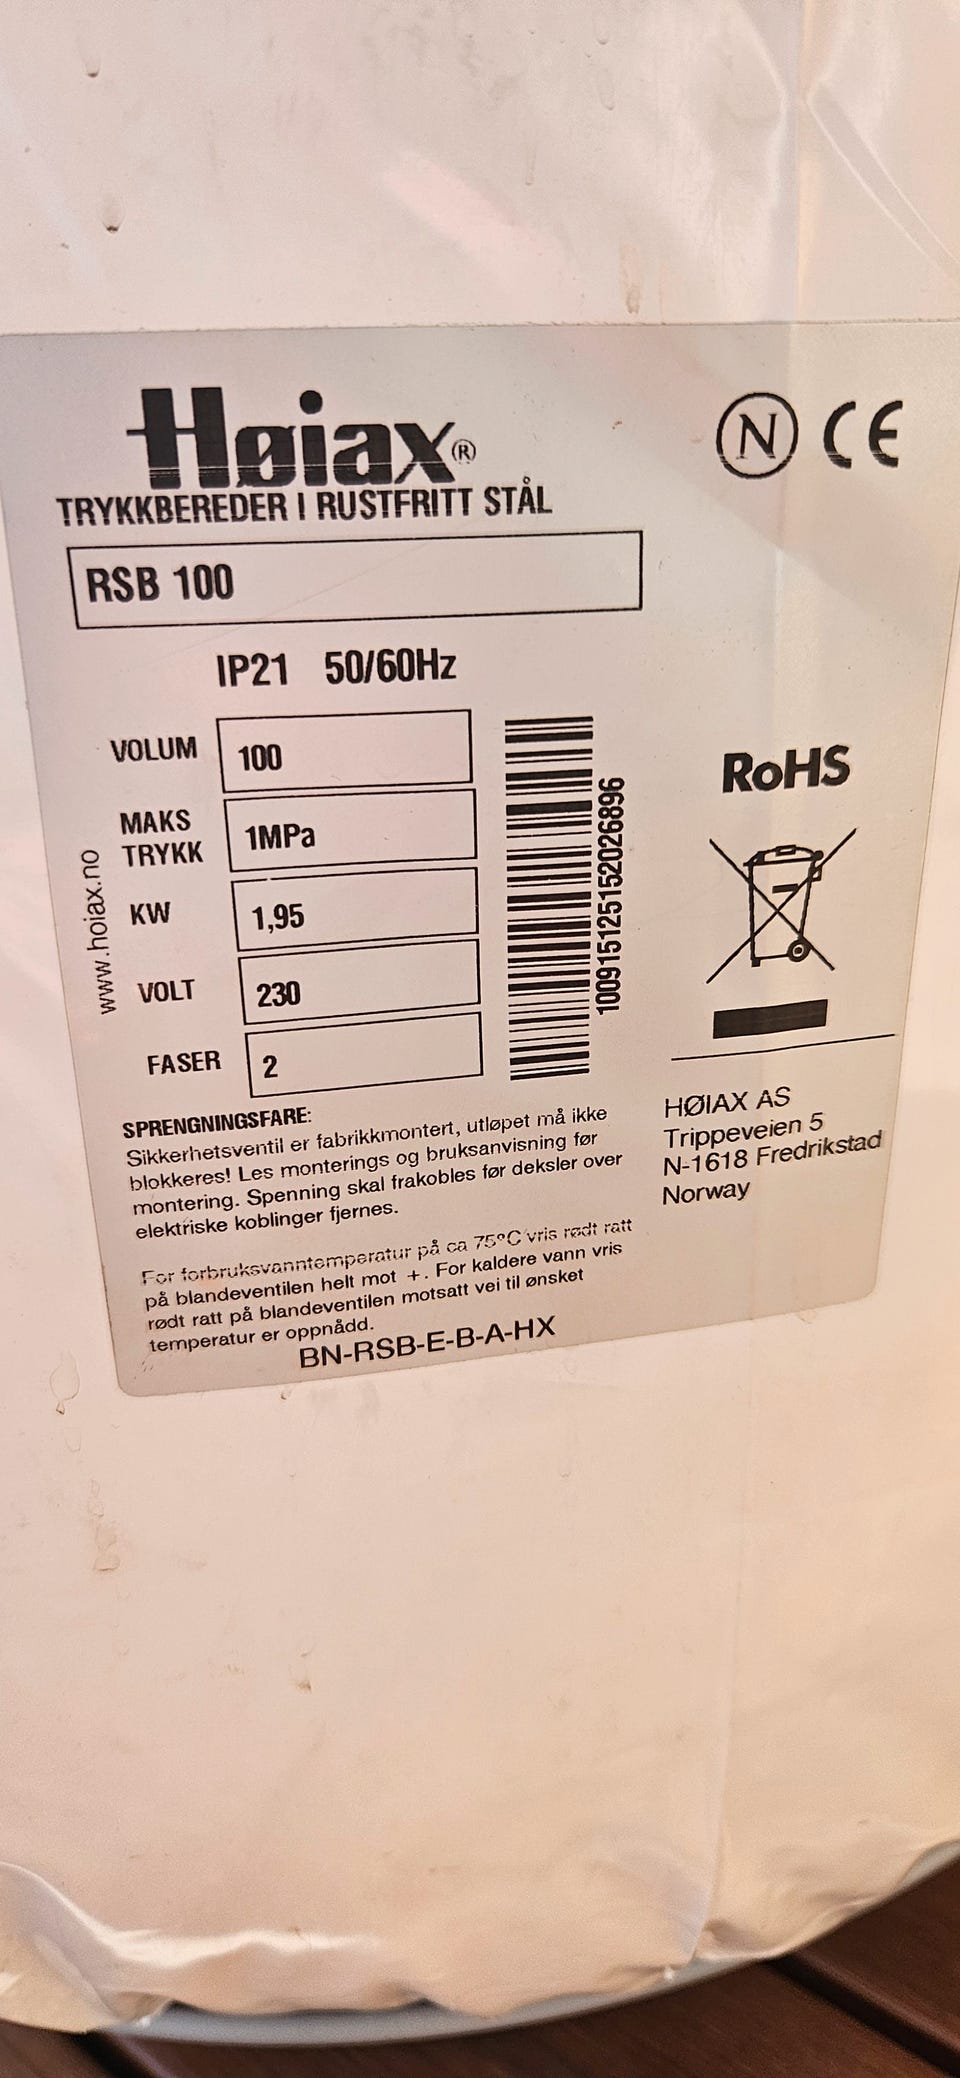 Høiax®
N CE
TRYKKBEREDER I RUSTFRITT STÅL
RSB 100
IP21 50/60Hz
VOLUM 100
MAKS TRYKK 1MPa
KW 1,95
VOLT 230
FASER 2
www.hoiax.no
10091512515202​6896
RoHS
SPRENGNINGSFARE:
Sikkerhetsventil er fabrikkmontert, utløpet må ikke
blokkeres! Les monterings og bruksanvisning før
montering. Spenning skal frakobles før deksler over
elektriske koblinger fjernes.
For forbruksvanntemperatur på ca 75°C vris rødt ratt
på blandeventilen helt mot +. For kaldere vann vris
rødt ratt på blandeventilen motsatt vei til ønsket
temperatur er oppnådd.
BN-RSB-E-B-A-HX
HØIAX AS
Trippeveien 5
N-1618 Fredrikstad
Norway